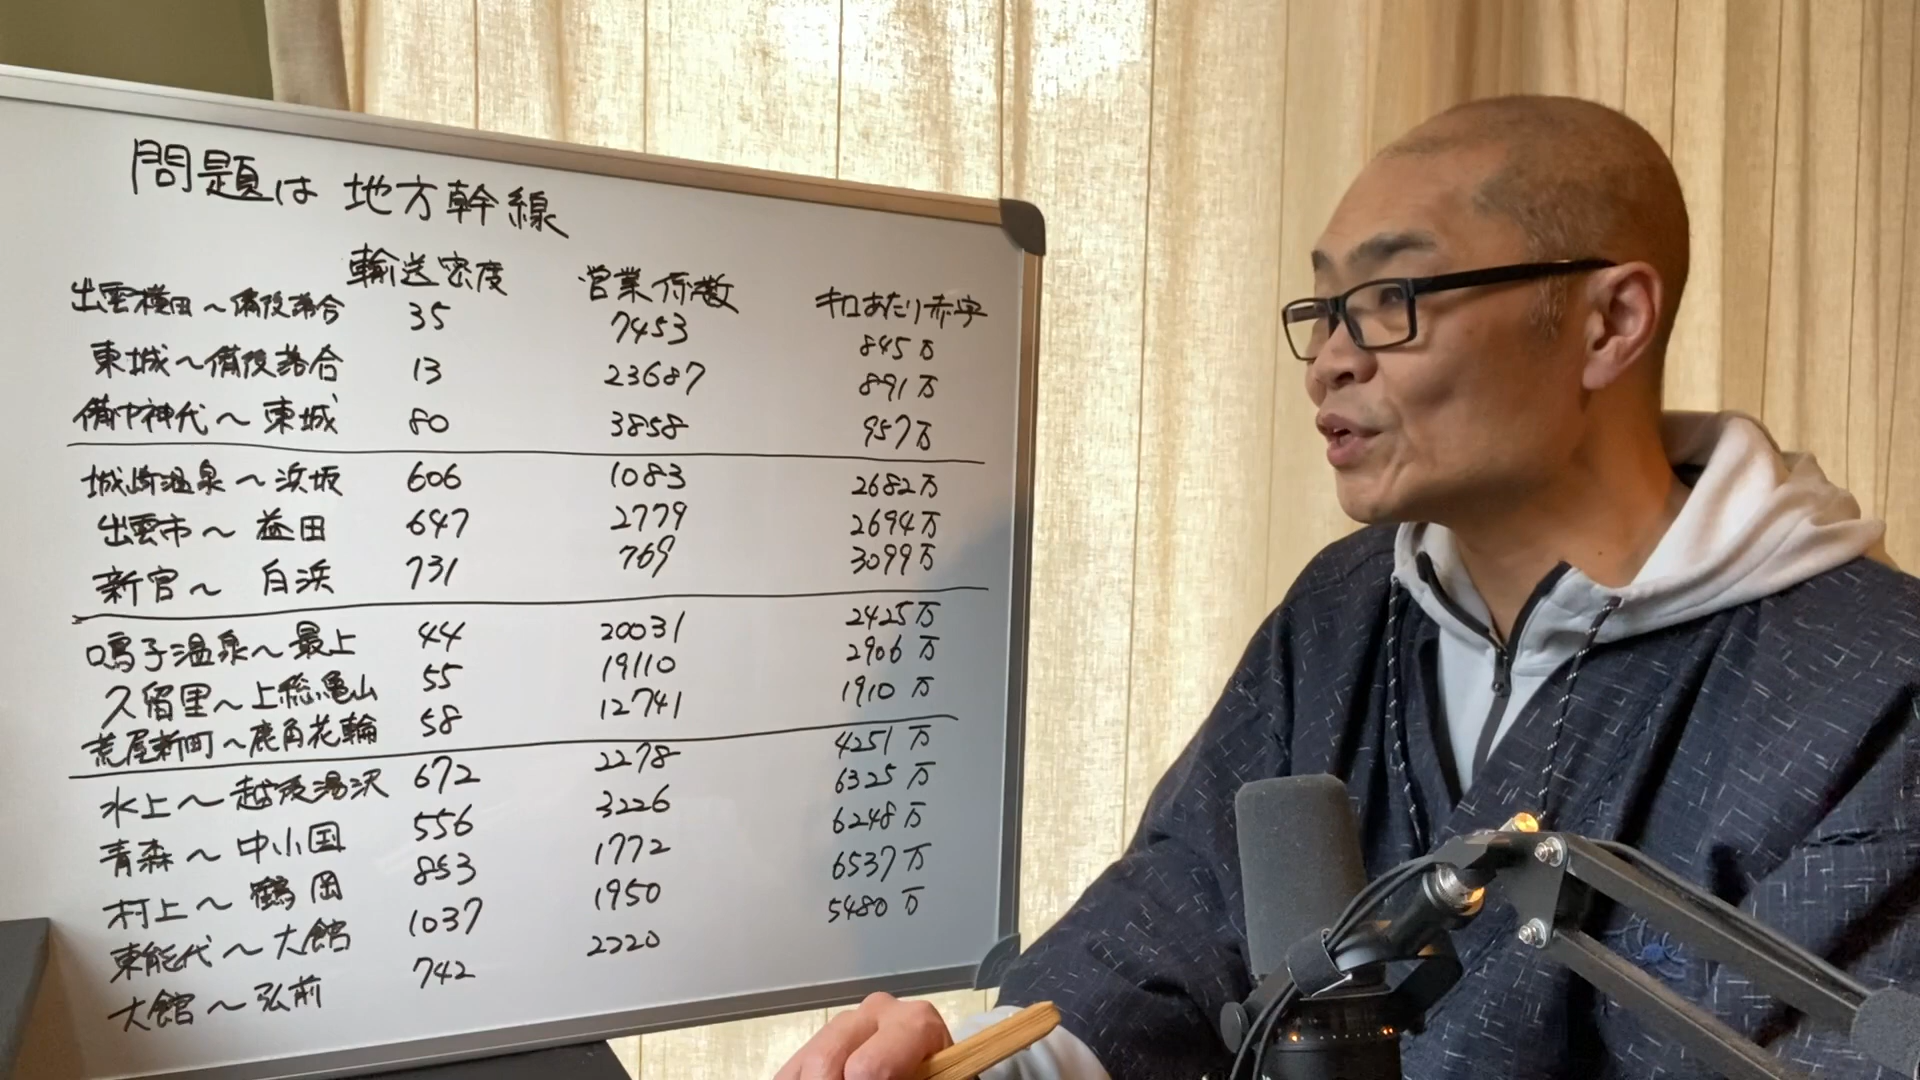 問題は 地方幹線
輸送密度 営業係数 キロあたり赤字
出雲横田〜備後落合 35 7453 845万
東城〜備後落合 13 23687 891万
備中神代〜東城 80 3858 957万
城崎温泉〜浜坂 606 1083 2682万
出雲市〜益田 647 2779 2694万
新宮〜白浜 731 769 3099万
鳴子温泉〜最上 44 20031 2425万
久留里〜上総亀山 55 19110 2906万
荒屋新町〜鹿角花輪 58 12741 1910万
水上〜越後湯沢 672 2278 4251万
青森〜中小国 556 3226 6325万
村上〜鶴岡 853 1772 6248万
東能代〜大館 1037 1950 6537万
大館〜弘前 742 2220 5480万